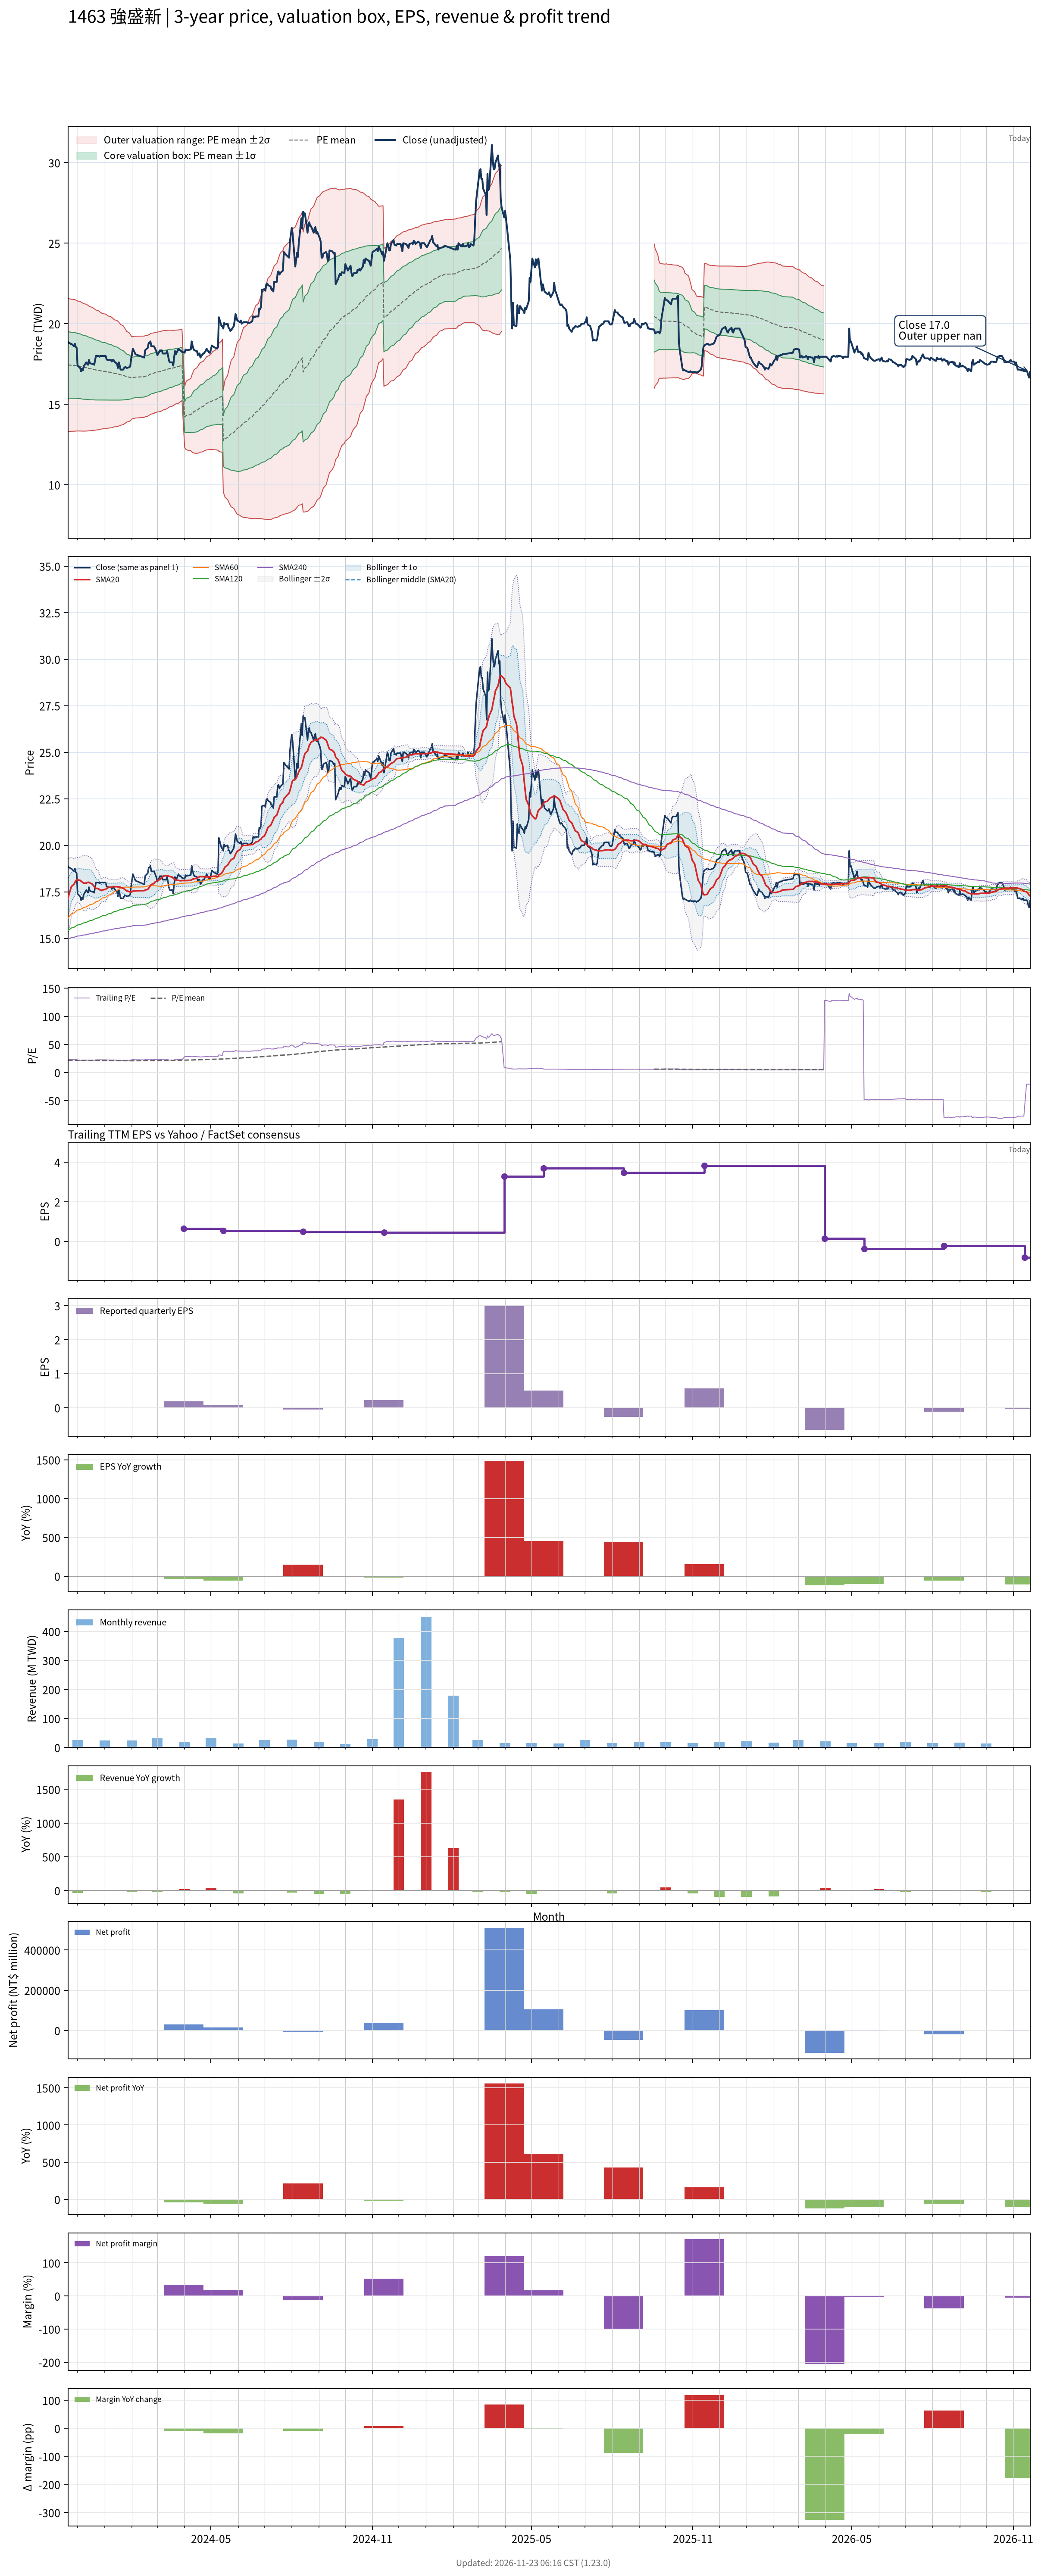 1463 強盛新 | 3-year price, valuation box, EPS, revenue & profit trend
Outer valuation range: PE mean ±2σ
PE mean
Close (unadjusted)
Core valuation box: PE mean ±1σ
Today
Price (TWD)
30
25
20
15
10
Close 17.0
Outer upper nan
Close (same as panel 1)
SMA60
SMA240
Bollinger ±1σ
SMA20
SMA120
Bollinger ±2σ
Bollinger middle (SMA20)
Price
35.0
32.5
30.0
27.5
25.0
22.5
20.0
17.5
15.0
Trailing P/E
P/E mean
P/E
150
100
50
0
-50
Trailing TTM EPS vs Yahoo / FactSet consensus
Today
EPS
4
2
0
Reported quarterly EPS
EPS
3
2
1
0
EPS YoY growth
YoY (%)
1500
1000
500
0
Monthly revenue
Revenue (M TWD)
400
300
200
100
0
Revenue YoY growth
YoY (%)
1500
1000
500
0
Month
Net profit
Net profit (NT$ million)
400000
200000
0
Net profit YoY
YoY (%)
1500
1000
500
0
Net profit margin
Margin (%)
100
0
-100
-200
Margin YoY change
Δ margin (pp)
100
0
-100
-200
-300
2024-05
2024-11
2025-05
2025-11
2026-05
2026-11
Updated: 2026-11-23 06:16 CST (1.23.0)